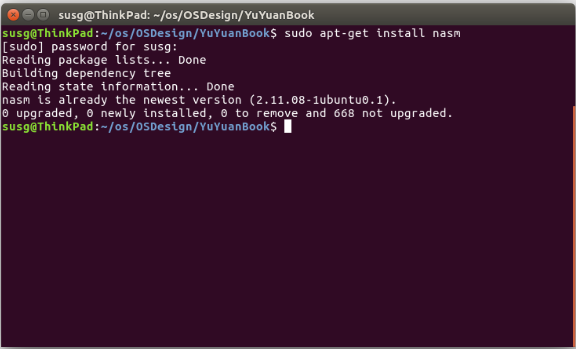 susg@ThinkPad: ~/os/OSDesign/YuYuanBook
susg@ThinkPad:~/os/OSDesign/YuYuanBook$ sudo apt-get install nasm
[sudo] password for susg:
Reading package lists... Done
Building dependency tree
Reading state information... Done
nasm is already the newest version (2.11.08-1ubuntu0.1).
0 upgraded, 0 newly installed, 0 to remove and 668 not upgraded.
susg@ThinkPad:~/os/OSDesign/YuYuanBook$